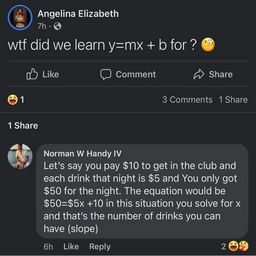 Angelina Elizabeth
7h ·
wtf did we learn y=mx + b for ? 🤔
Like Comment Share
1 3 Comments 1 Share
1 Share
Norman W Handy IV
Let's say you pay $10 to get in the club and
each drink that night is $5 and You only got
$50 for the night. The equation would be
$50=$5x +10 in this situation you solve for x
and that's the number of drinks you can
have (slope)
6h Like Reply 2